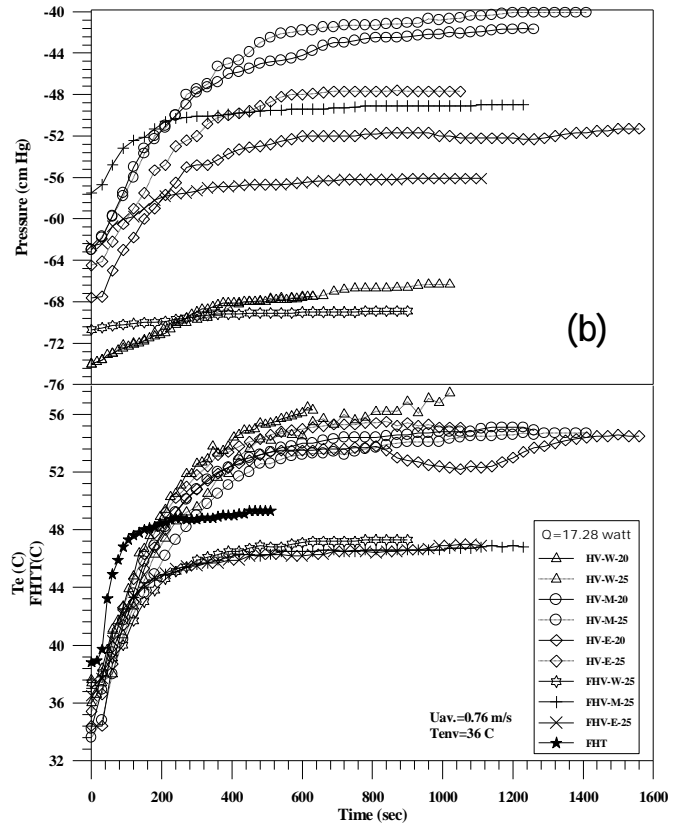 -40
-44
-48
-52
-56
-60
-64
-68
-72
-76
Pressure (cm Hg)
(b)
56
52
48
44
40
36
32
Te (C)
FHTT(C)
Q=17.28 watt
HV-W-20
HV-W-25
HV-M-20
HV-M-25
HV-E-20
HV-E-25
FHV-W-25
FHV-M-25
FHV-E-25
FHT
Uav.=0.76 m/s
Tenv=36 C
0 200 400 600 800 1000 1200 1400 1600
Time (sec)